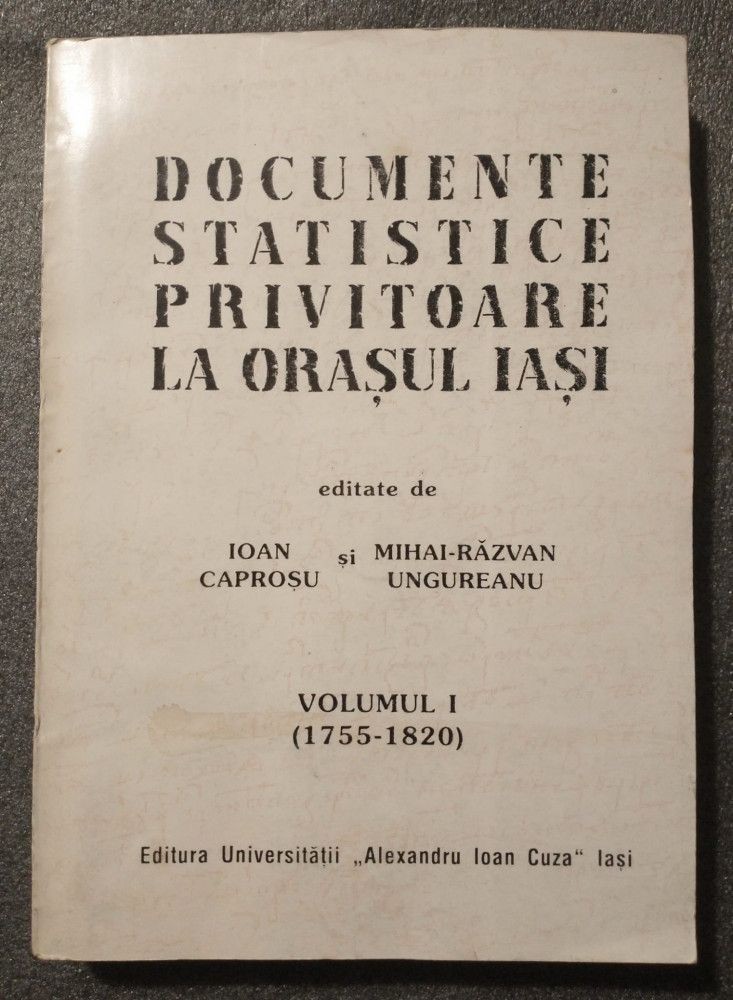 DOCUMENTE
STATISTICE
PRIVITOARE
LA ORAȘUL IAȘI
editate de
IOAN CAPROȘU și MIHAI-RĂZVAN UNGUREANU
VOLUMUL I
(1755-1820)
Editura Universității „Alexandru Ioan Cuza“ Iași